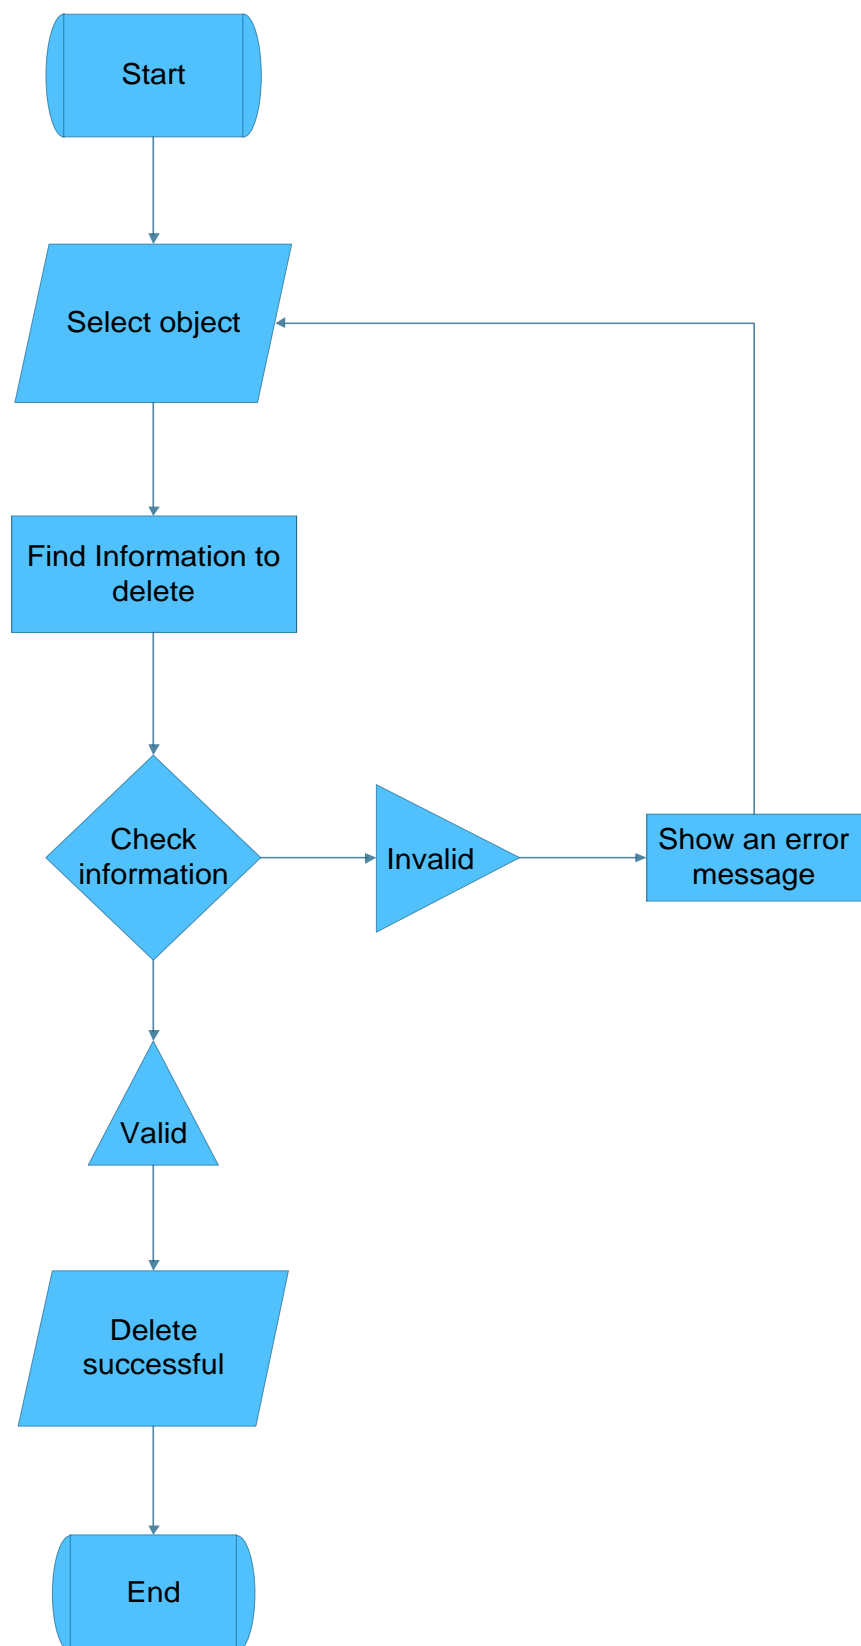 Start
Select object
Find Information to
delete
Check
information
Invalid
Show an error
message
Valid
Delete
successful
End